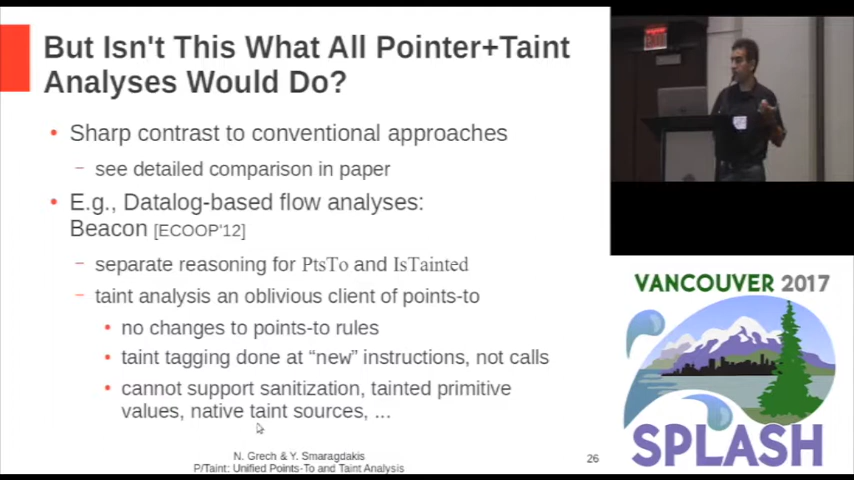 But Isn't This What All Pointer+Taint
Analyses Would Do?
• Sharp contrast to conventional approaches
– see detailed comparison in paper
• E.g., Datalog-based flow analyses:
Beacon [ECOOP'12]
– separate reasoning for PtsTo and IsTainted
– taint analysis an oblivious client of points-to
• no changes to points-to rules
• taint tagging done at “new” instructions, not calls
• cannot support sanitization, tainted primitive
values, native taint sources, ...
N. Grech & Y. Smaragdakis
P/Taint: Unified Points-To and Taint Analysis
26
EXIT
VANCOUVER 2017
SPLASH